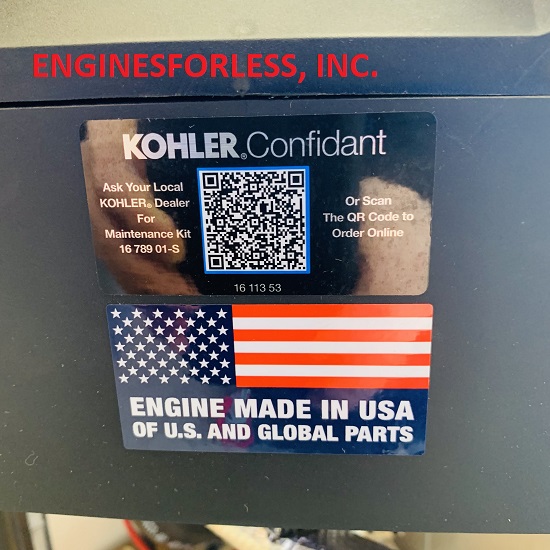 ENGINESFORLESS, INC.
KOHLER® Confidant
Ask Your Local
KOHLER® Dealer
For
Maintenance Kit
16 789 01-S
Or Scan
The QR Code to
Order Online
16 113 53
ENGINE MADE IN USA
OF U.S. AND GLOBAL PARTS